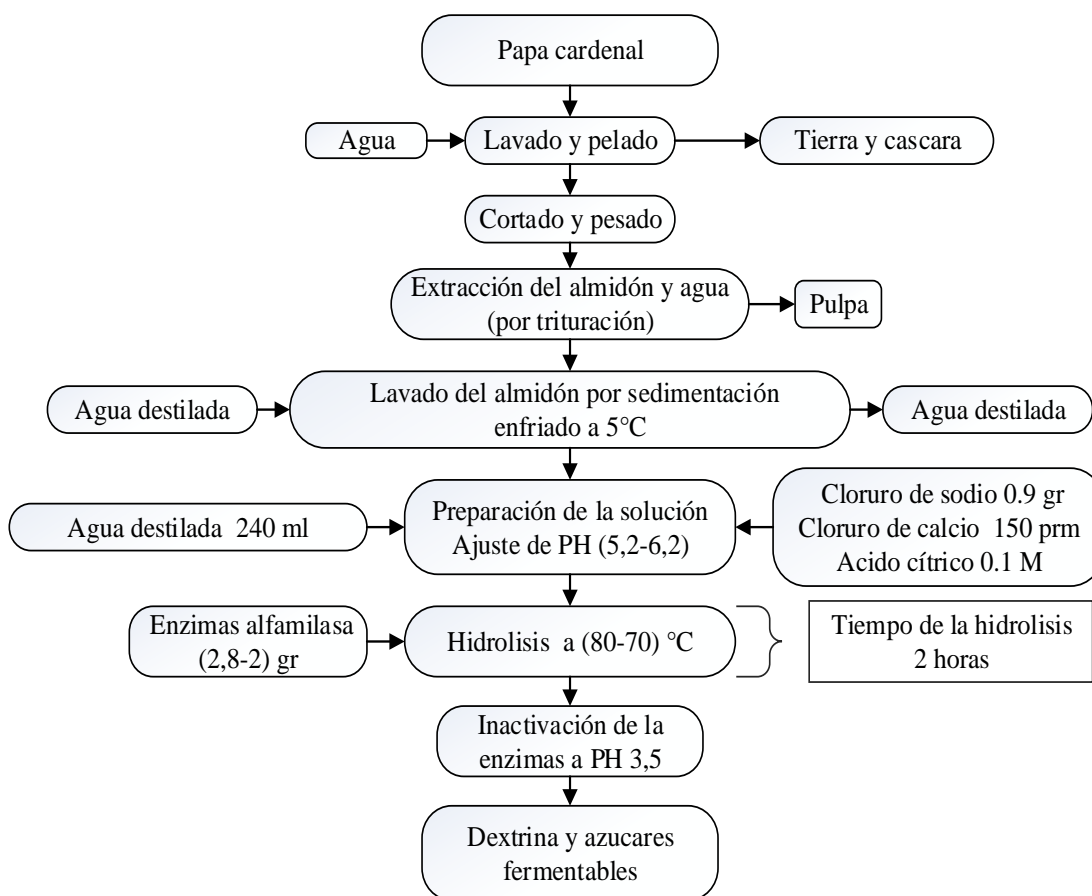 Papa cardenal
Agua
Lavado y pelado
Tierra y cascara
Cortado y pesado
Extracción del almidón y agua
(por trituración)
Pulpa
Agua destilada
Lavado del almidón por sedimentación
enfriado a 5°C
Agua destilada
Agua destilada 240 ml
Preparación de la solución
Ajuste de PH (5,2-6,2)
Cloruro de sodio 0.9 gr
Cloruro de calcio 150 prm
Acido cítrico 0.1 M
Enzimas alfamilasa
(2,8-2) gr
Hidrolisis a (80-70) °C
Tiempo de la hidrolisis
2 horas
Inactivación de la
enzimas a PH 3,5
Dextrina y azucares
fermentables